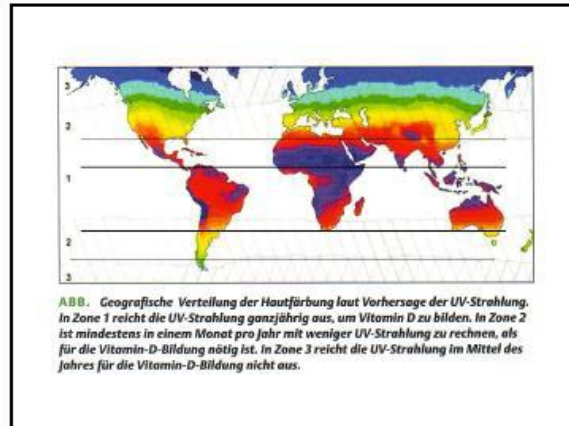 3
2
1
2
3
ABB. Geografische Verteilung der Hautfärbung laut Vorhersage der UV-Strahlung.
In Zone 1 reicht die UV-Strahlung ganzjährig aus, um Vitamin D zu bilden. In Zone 2
ist mindestens in einem Monat pro Jahr mit weniger UV-Strahlung zu rechnen, als
für die Vitamin-D-Bildung nötig ist. In Zone 3 reicht die UV-Strahlung im Mittel des
Jahres für die Vitamin-D-Bildung nicht aus.